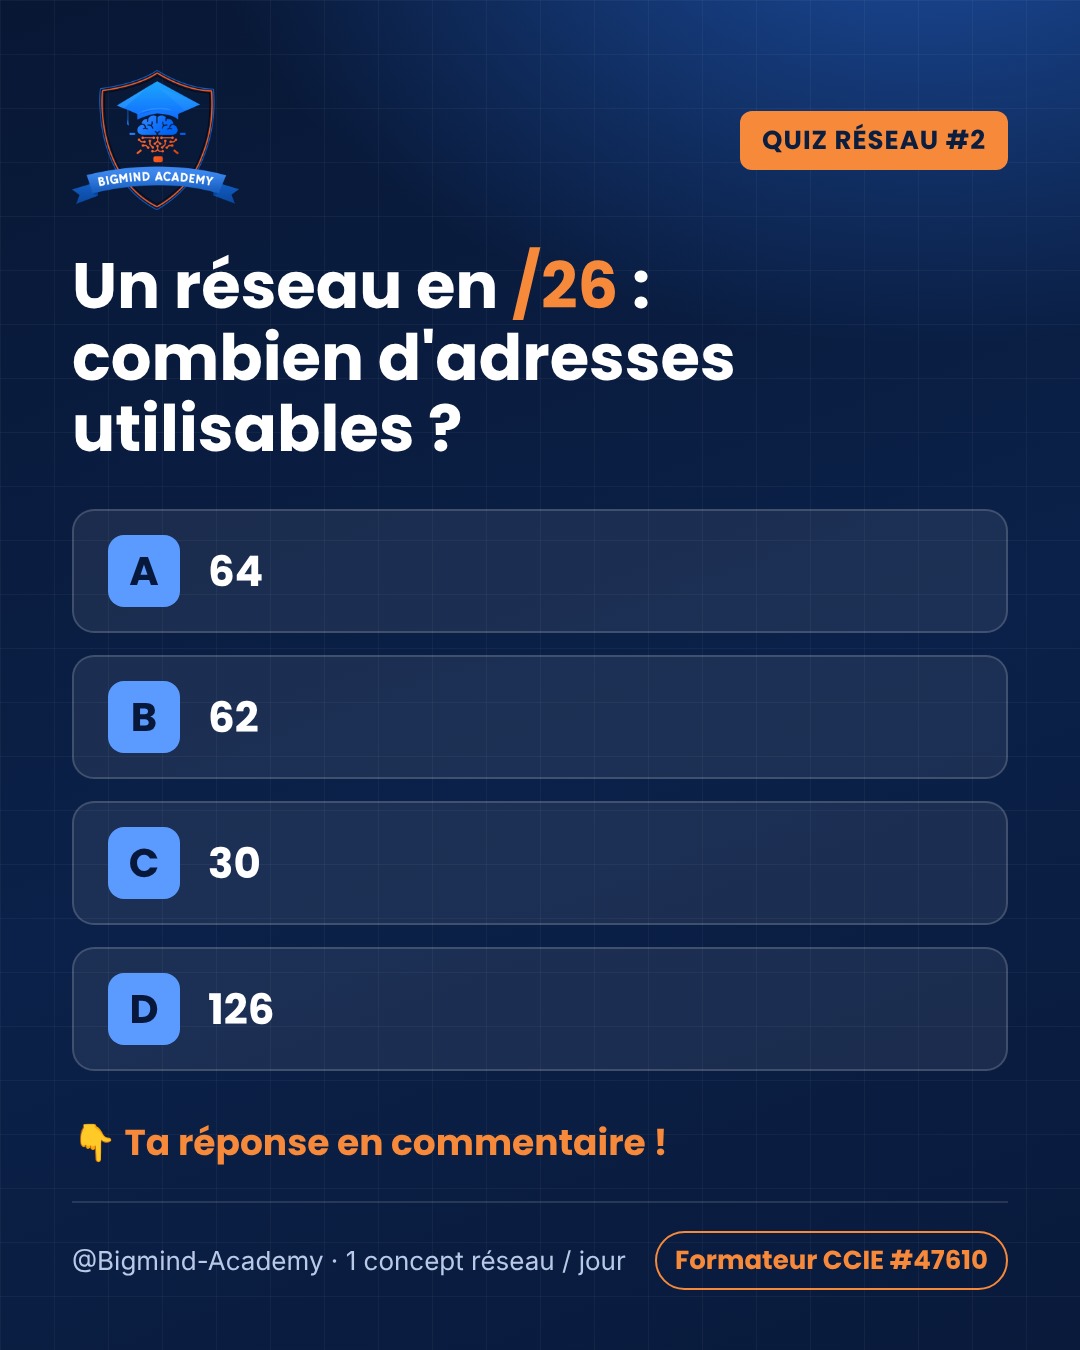 BIGMIND ACADEMY
QUIZ RÉSEAU #2
Un réseau en /26 :
combien d'adresses
utilisables ?
A 64
B 62
C 30
D 126
👇 Ta réponse en commentaire !
@Bigmind-Academy · 1 concept réseau / jour
Formateur CCIE #47610